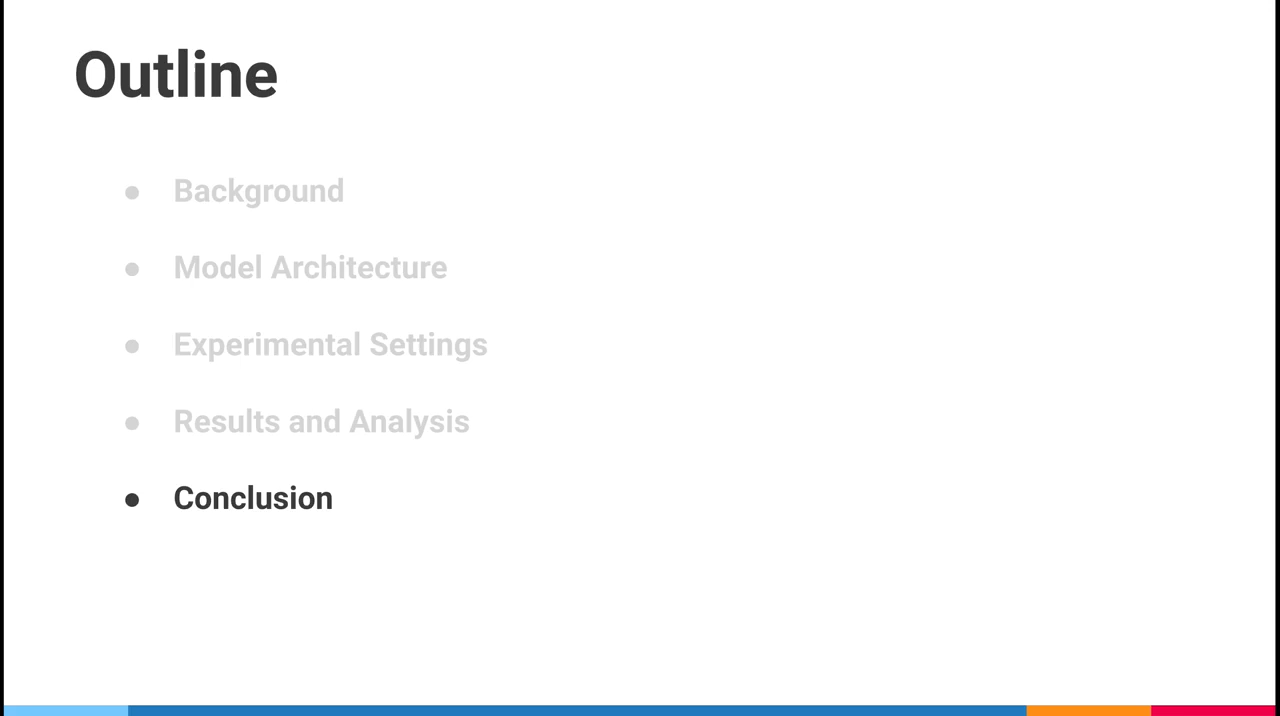 Outline
● Background
● Model Architecture
● Experimental Settings
● Results and Analysis
● Conclusion